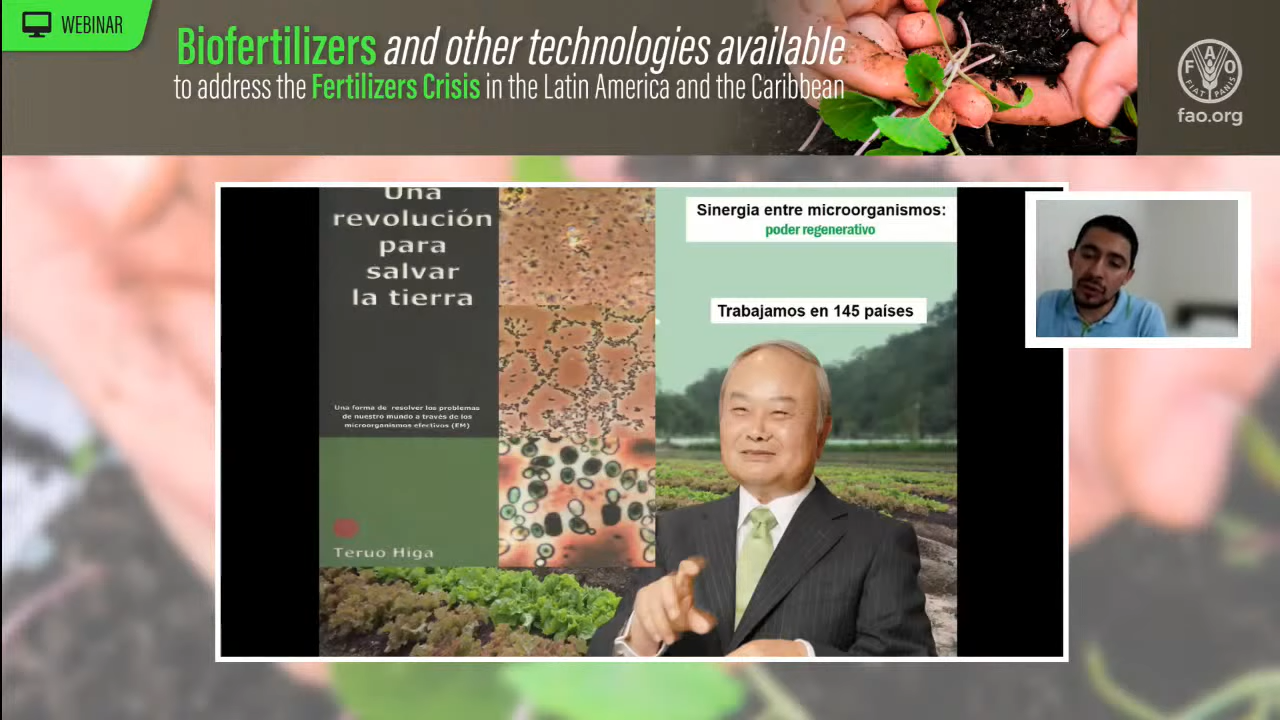 WEBINAR
Biofertilizers and other technologies available
to address the Fertilizers Crisis in the Latin America and the Caribbean
F A O
FIAT PANIS
fao.org
Una
revolución
para
salvar
la tierra
Una forma de resolver los problemas
de nuestro mundo a través de los
microorganismos efectivos (EM)
Teruo Higa
Sinergia entre microorganismos:
poder regenerativo
Trabajamos en 145 países